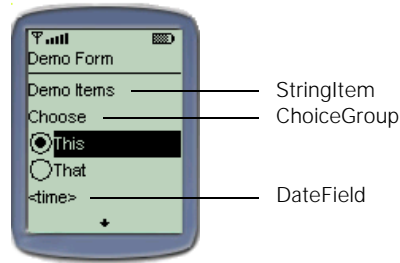 Demo Form
Demo Items
StringItem
Choose
ChoiceGroup
This
That
<time>
DateField